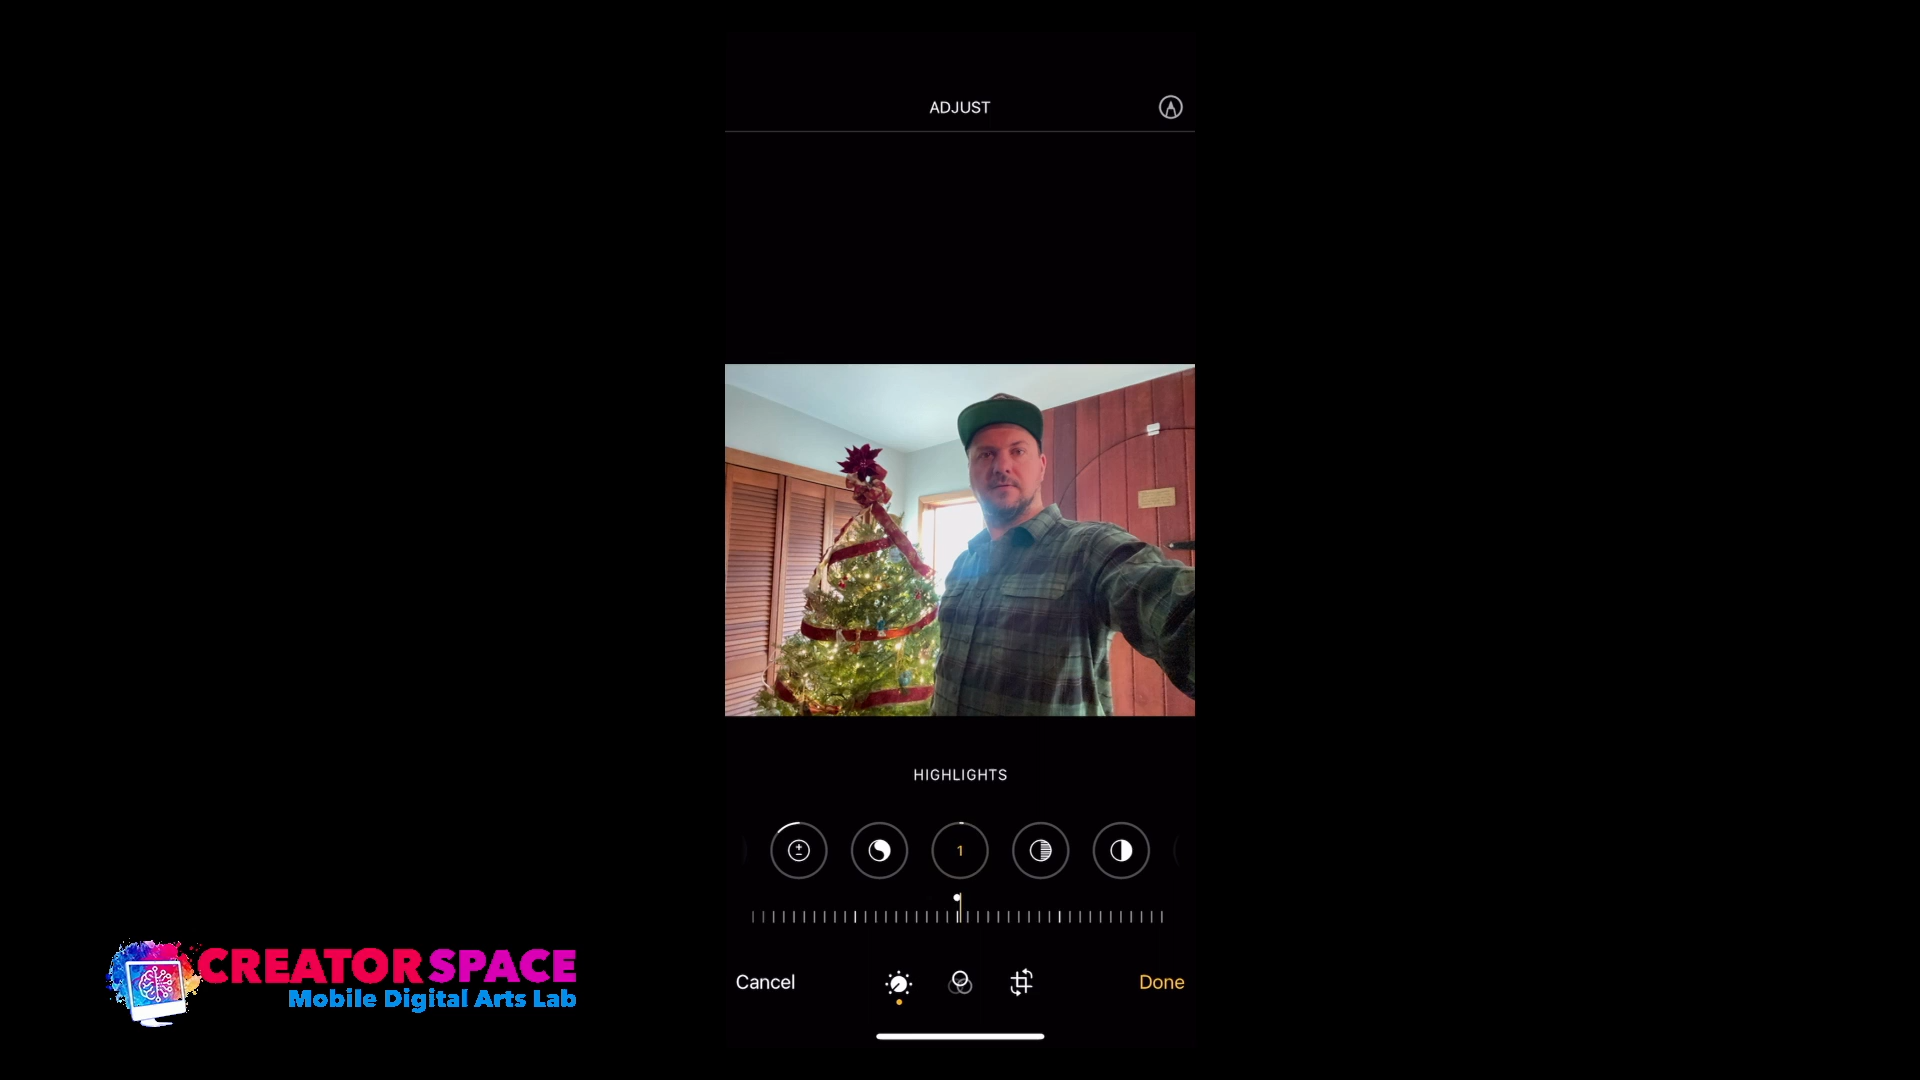 ADJUST
HIGHLIGHTS
1
Cancel
Done
CREATORSPACE
Mobile Digital Arts Lab